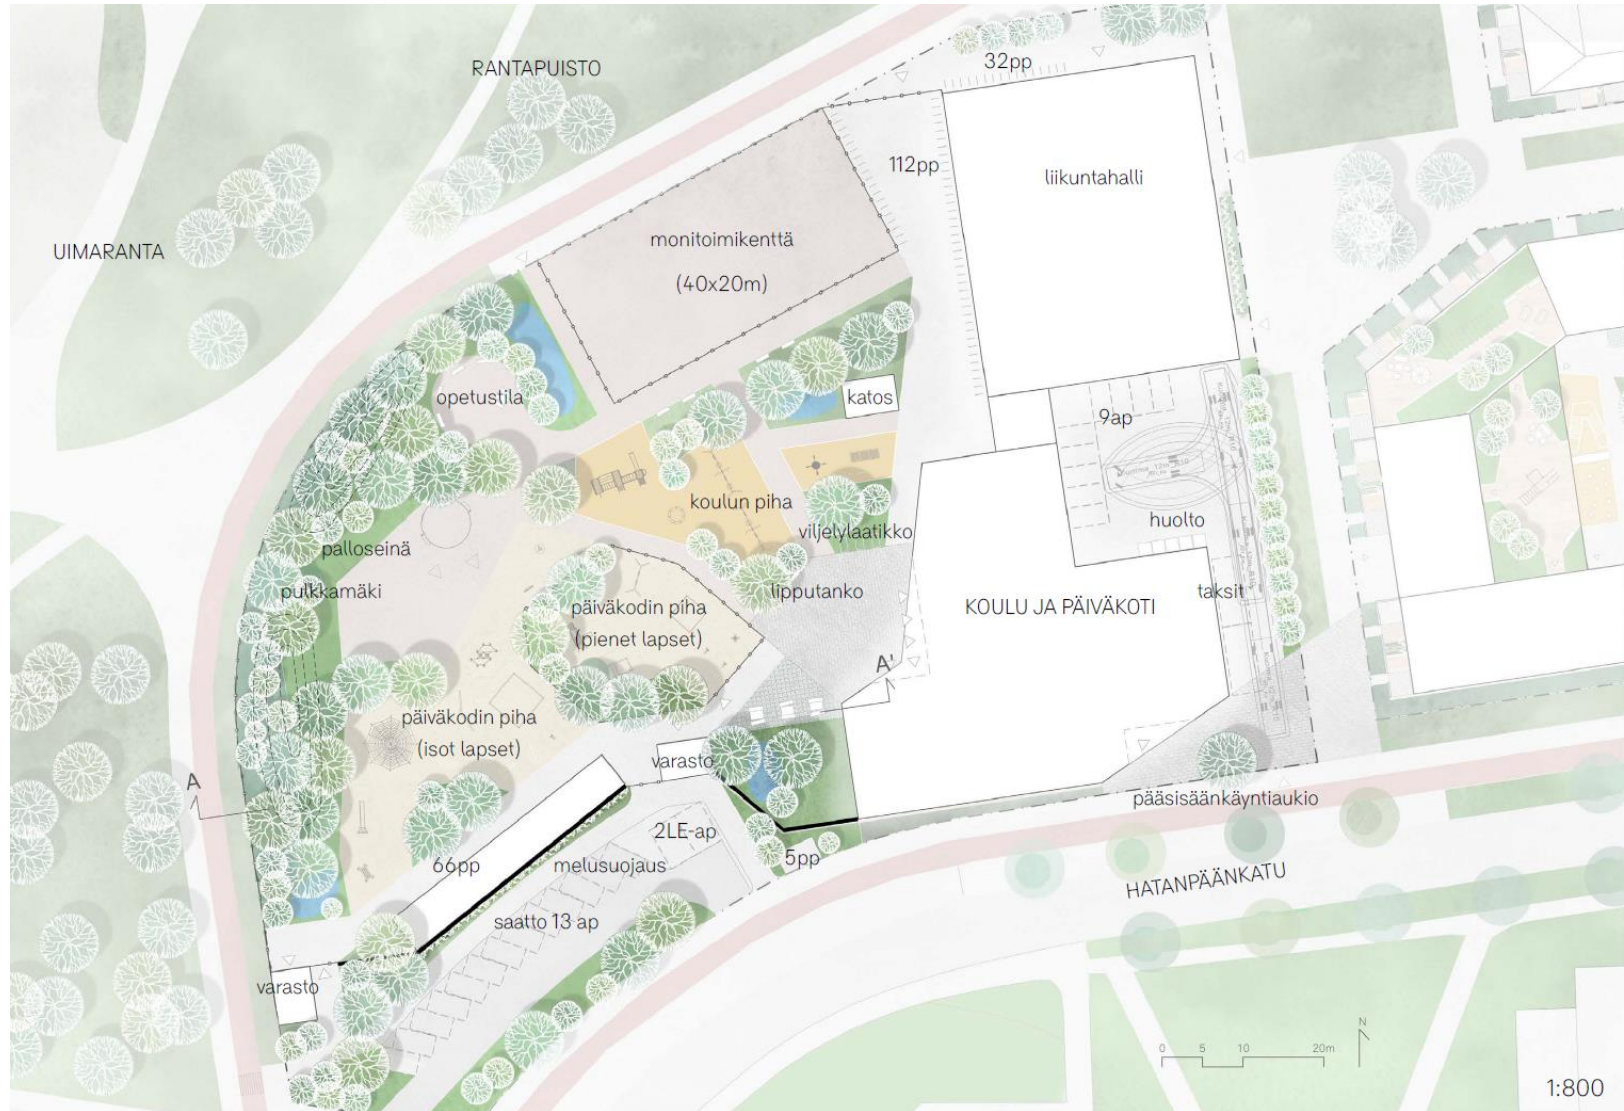 RANTAPUISTO
32pp
112pp
liikuntahalli
UIMARANTA
monitoimikenttä
(40x20m)
opetustila
katos
9ap
koulun piha
viljelylaatikko
huolto
palloseinä
pulkkamäki
päiväkodin piha
(pienet lapset)
lipputanko
KOULU JA PÄIVÄKOTI
taksit
A'
päiväkodin piha
(isot lapset)
varasto
A
pääsisäänkäyntiaukio
2LE-ap
66pp
melusuojaus
5pp
HATANPÄÄNKATU
saatto 13 ap
varasto
N
0 5 10 20m
1:800